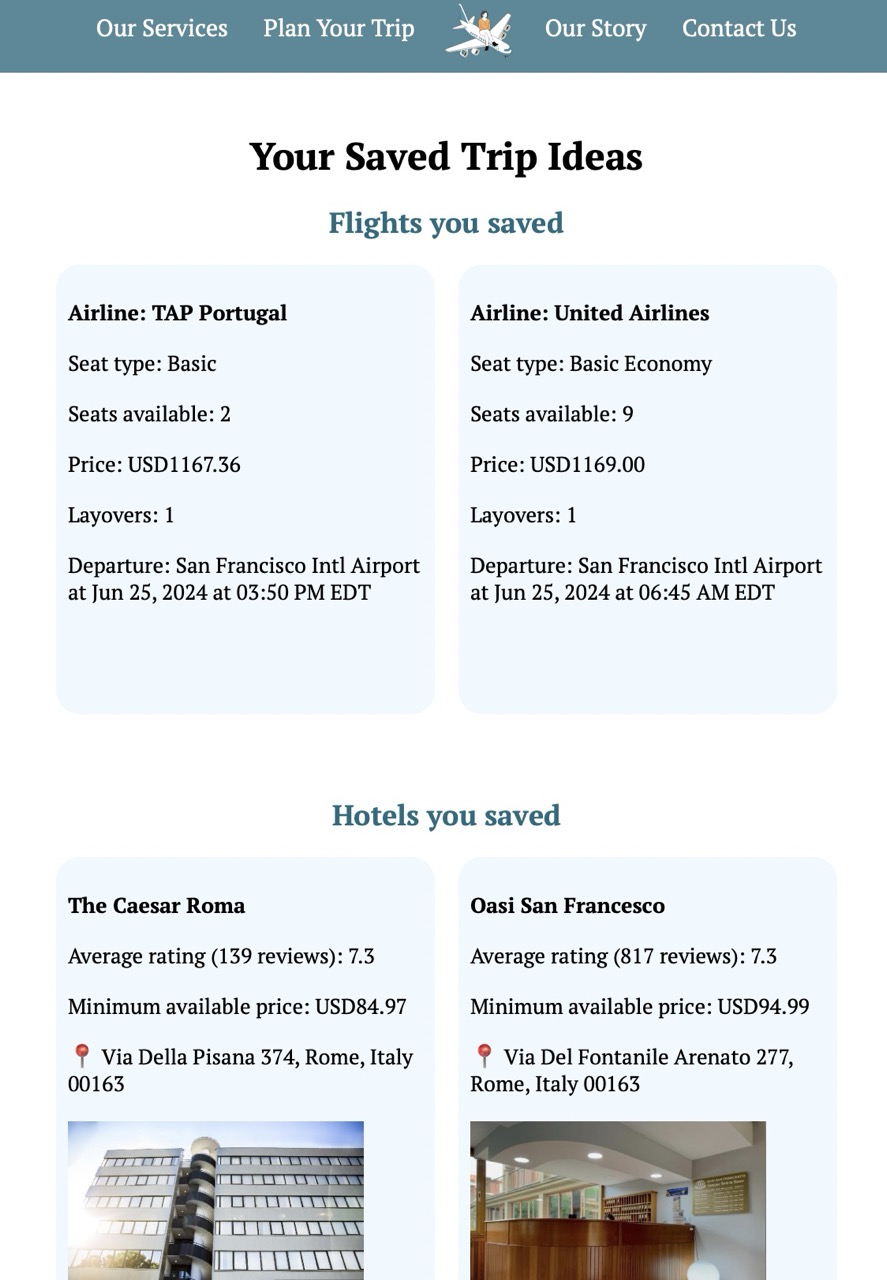 Our Services
Plan Your Trip
Our Story
Contact Us
Your Saved Trip Ideas
Flights you saved
Airline: TAP Portugal
Seat type: Basic
Seats available: 2
Price: USD1167.36
Layovers: 1
Departure: San Francisco Intl Airport
at Jun 25, 2024 at 03:50 PM EDT
Airline: United Airlines
Seat type: Basic Economy
Seats available: 9
Price: USD1169.00
Layovers: 1
Departure: San Francisco Intl Airport
at Jun 25, 2024 at 06:45 AM EDT
Hotels you saved
The Caesar Roma
Average rating (139 reviews): 7.3
Minimum available price: USD84.97
📍 Via Della Pisana 374, Rome, Italy
00163
Oasi San Francesco
Average rating (817 reviews): 7.3
Minimum available price: USD94.99
📍 Via Del Fontanile Arenato 277,
Rome, Italy 00163